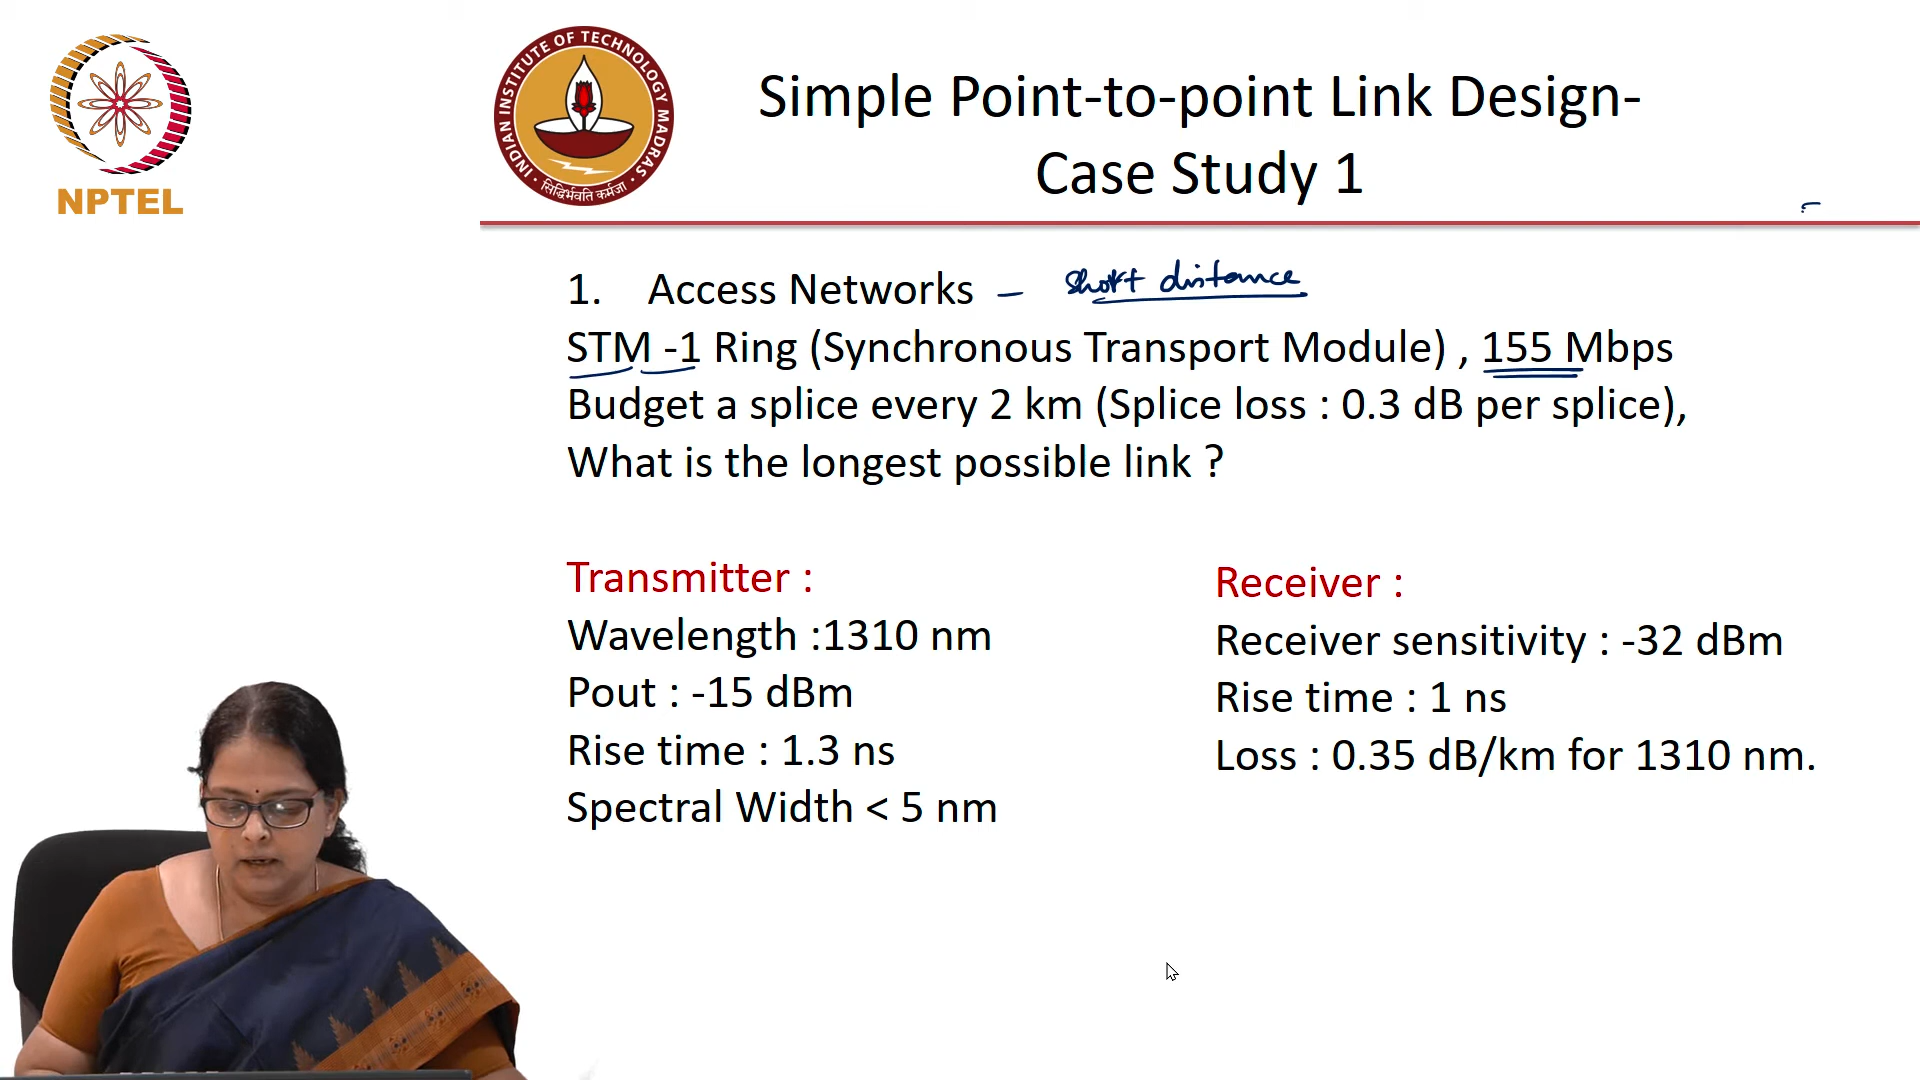 NPTEL
INDIAN INSTITUTE OF TECHNOLOGY MADRAS
सिद्धिर्भवति कर्मजा
Simple Point-to-point Link Design-
Case Study 1
1. Access Networks – short distance
STM -1 Ring (Synchronous Transport Module) , 155 Mbps
Budget a splice every 2 km (Splice loss : 0.3 dB per splice),
What is the longest possible link ?
Transmitter :
Wavelength :1310 nm
Pout : -15 dBm
Rise time : 1.3 ns
Spectral Width < 5 nm
Receiver :
Receiver sensitivity : -32 dBm
Rise time : 1 ns
Loss : 0.35 dB/km for 1310 nm.